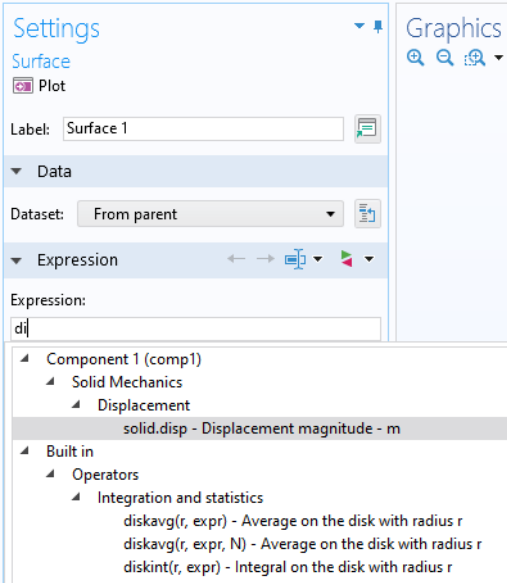 Settings
Surface
Plot
Label: Surface 1
Data
Dataset: From parent
Expression
Expression:
di
Component 1 (comp1)
Solid Mechanics
Displacement
solid.disp - Displacement magnitude - m
Built in
Operators
Integration and statistics
diskavg(r, expr) - Average on the disk with radius r
diskavg(r, expr, N) - Average on the disk with radius r
diskint(r, expr) - Integral on the disk with radius r
Graphics